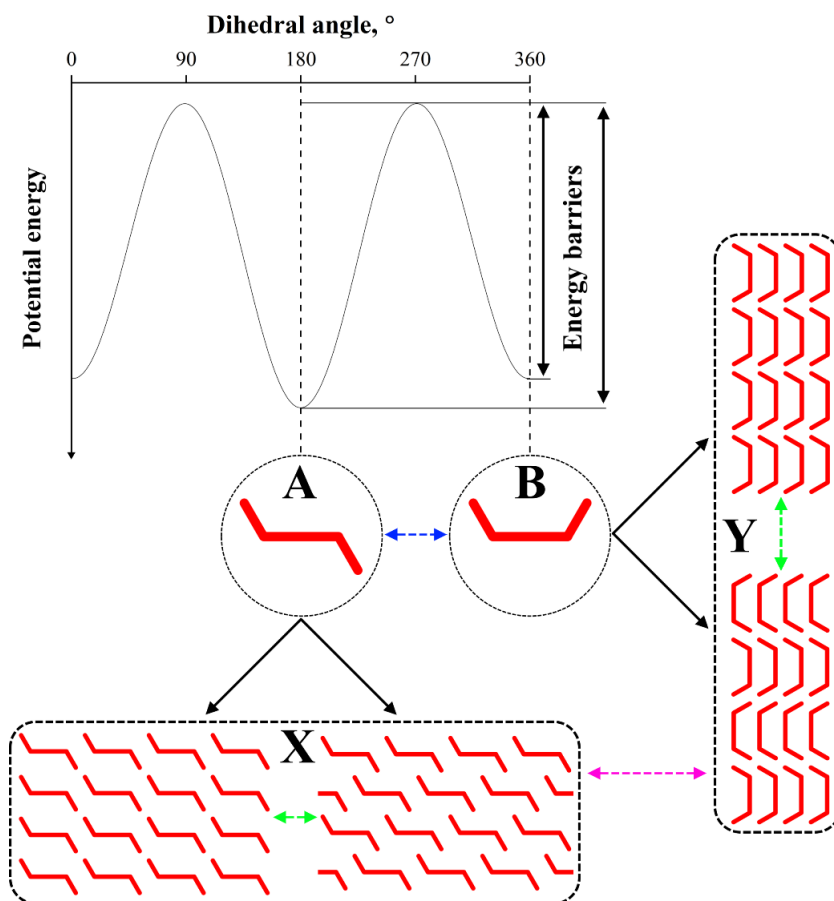 Dihedral angle, °
0 90 180 270 360
Potential energy
Energy barriers
A
B
Y
X